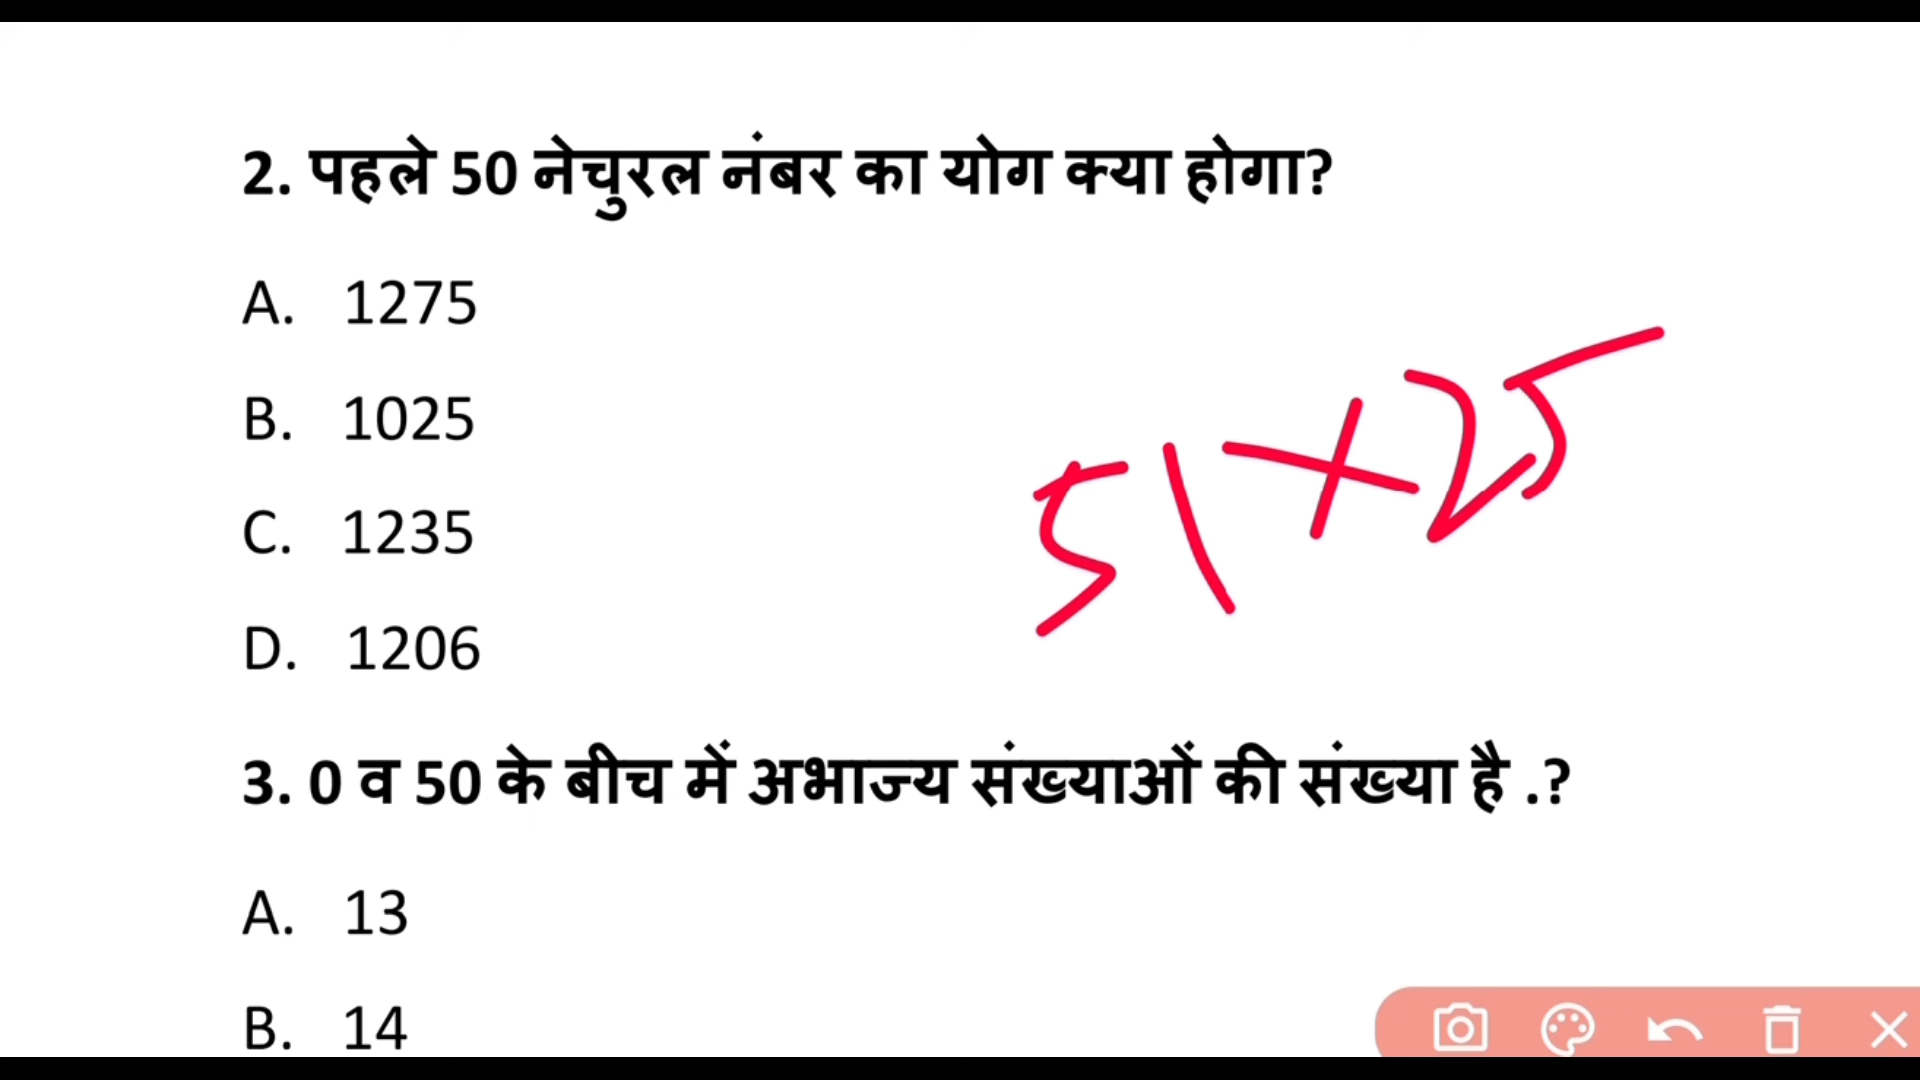 2. पहले 50 नेचुरल नंबर का योग क्या होगा?
A. 1275
B. 1025
C. 1235
D. 1206
51+25
3. 0 व 50 के बीच में अभाज्य संख्याओं की संख्या है .?
A. 13
B. 14